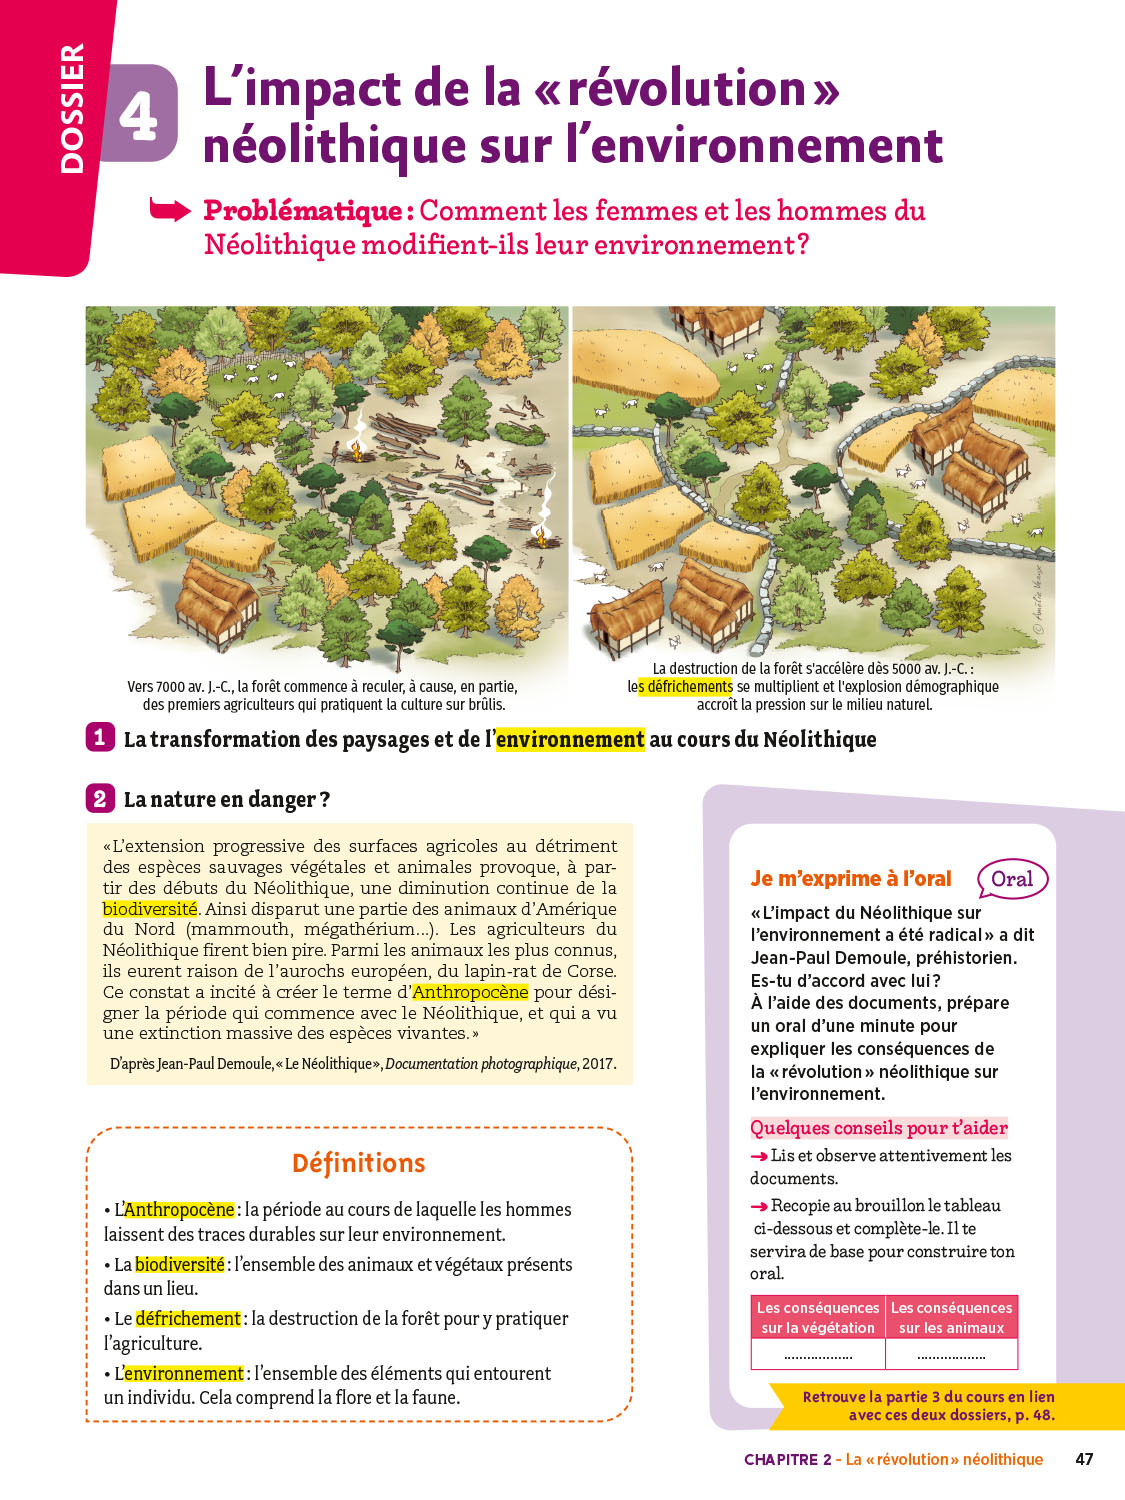 DOSSIER
4
L'impact de la « révolution »
néolithique sur l'environnement
Problématique : Comment les femmes et les hommes du
Néolithique modifient-ils leur environnement ?
© Amélie Veaux
Vers 7000 av. J.-C., la forêt commence à reculer, à cause, en partie,
des premiers agriculteurs qui pratiquent la culture sur brûlis.
La destruction de la forêt s'accélère dès 5000 av. J.-C. :
les défrichements se multiplient et l'explosion démographique
accroît la pression sur le milieu naturel.
1 La transformation des paysages et de l'environnement au cours du Néolithique
2 La nature en danger ?
« L'extension progressive des surfaces agricoles au détriment
des espèces sauvages végétales et animales provoque, à par-
tir des débuts du Néolithique, une diminution continue de la
biodiversité. Ainsi disparut une partie des animaux d'Amérique
du Nord (mammouth, mégathérium…). Les agriculteurs du
Néolithique firent bien pire. Parmi les animaux les plus connus,
ils eurent raison de l'aurochs européen, du lapin-rat de Corse.
Ce constat a incité à créer le terme d'Anthropocène pour dési-
gner la période qui commence avec le Néolithique, et qui a vu
une extinction massive des espèces vivantes. »
D'après Jean-Paul Demoule, « Le Néolithique », Documentation photographique, 2017.
Définitions
• L'Anthropocène : la période au cours de laquelle les hommes
laissent des traces durables sur leur environnement.
• La biodiversité : l'ensemble des animaux et végétaux présents
dans un lieu.
• Le défrichement : la destruction de la forêt pour y pratiquer
l'agriculture.
• L'environnement : l'ensemble des éléments qui entourent
un individu. Cela comprend la flore et la faune.
Je m'exprime à l'oral
Oral
« L'impact du Néolithique sur
l'environnement a été radical » a dit
Jean-Paul Demoule, préhistorien.
Es-tu d'accord avec lui ?
À l'aide des documents, prépare
un oral d'une minute pour
expliquer les conséquences de
la « révolution » néolithique sur
l'environnement.
Quelques conseils pour t'aider
→ Lis et observe attentivement les
documents.
→ Recopie au brouillon le tableau
ci-dessous et complète-le. Il te
servira de base pour construire ton
oral.
Les conséquences
sur la végétation
Les conséquences
sur les animaux
..................
..................
Retrouve la partie 3 du cours en lien
avec ces deux dossiers, p. 48.
CHAPITRE 2 - La « révolution » néolithique 47